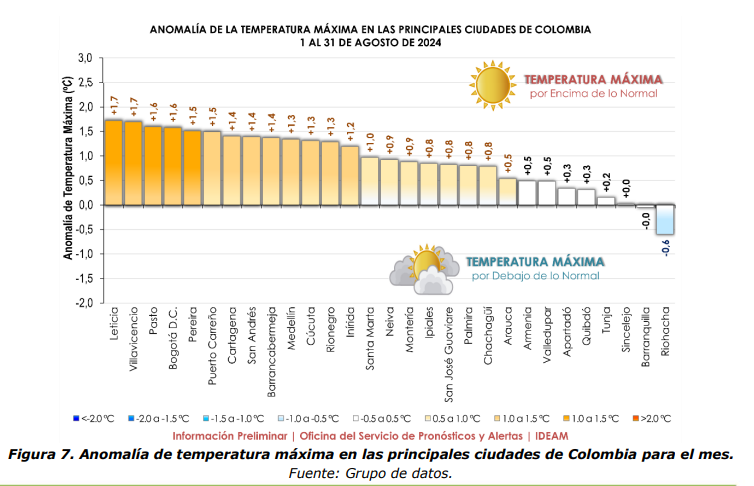 ANOMALÍA DE LA TEMPERATURA MÁXIMA EN LAS PRINCIPALES CIUDADES DE COLOMBIA
1 AL 31 DE AGOSTO DE 2024
Anomalía de Temperatura Máxima (ºC)
3,0
2,5
2,0
1,5
1,0
0,5
0,0
-0,5
-1,0
-1,5
-2,0
TEMPERATURA MÁXIMA
por Encima de lo Normal
+1,7
+1,7
+1,6
+1,6
+1,5
+1,5
+1,4
+1,4
+1,4
+1,3
+1,3
+1,3
+1,2
+1,0
+0,9
+0,9
+0,8
+0,8
+0,8
+0,8
+0,5
+0,5
+0,5
+0,3
+0,3
+0,2
+0,0
-0,0
-0,6
TEMPERATURA MÁXIMA
por Debajo de lo Normal
Leticia
Villavicencio
Pasto
Bogotá D.C.
Pereira
Puerto Carreño
Cartagena
San Andrés
Barrancabermeja
Medellín
Cúcuta
Rionegro
Inírida
Santa Marta
Neiva
Montería
Ipiales
San José Guaviare
Palmira
Chachagüí
Arauca
Armenia
Valledupar
Apartadó
Quibdó
Tunja
Sincelejo
Barranquilla
Riohacha
<-2.0 ºC
-2.0 a -1.5 ºC
-1.5 a -1.0 ºC
-1.0 a -0.5 ºC
-0.5 a 0.5 ºC
0.5 a 1.0 ºC
1.0 a 1.5 ºC
1.0 a 1.5 ºC
>2.0 ºC
Información Preliminar | Oficina del Servicio de Pronósticos y Alertas | IDEAM
Figura 7. Anomalía de temperatura máxima en las principales ciudades de Colombia para el mes.
Fuente: Grupo de datos.